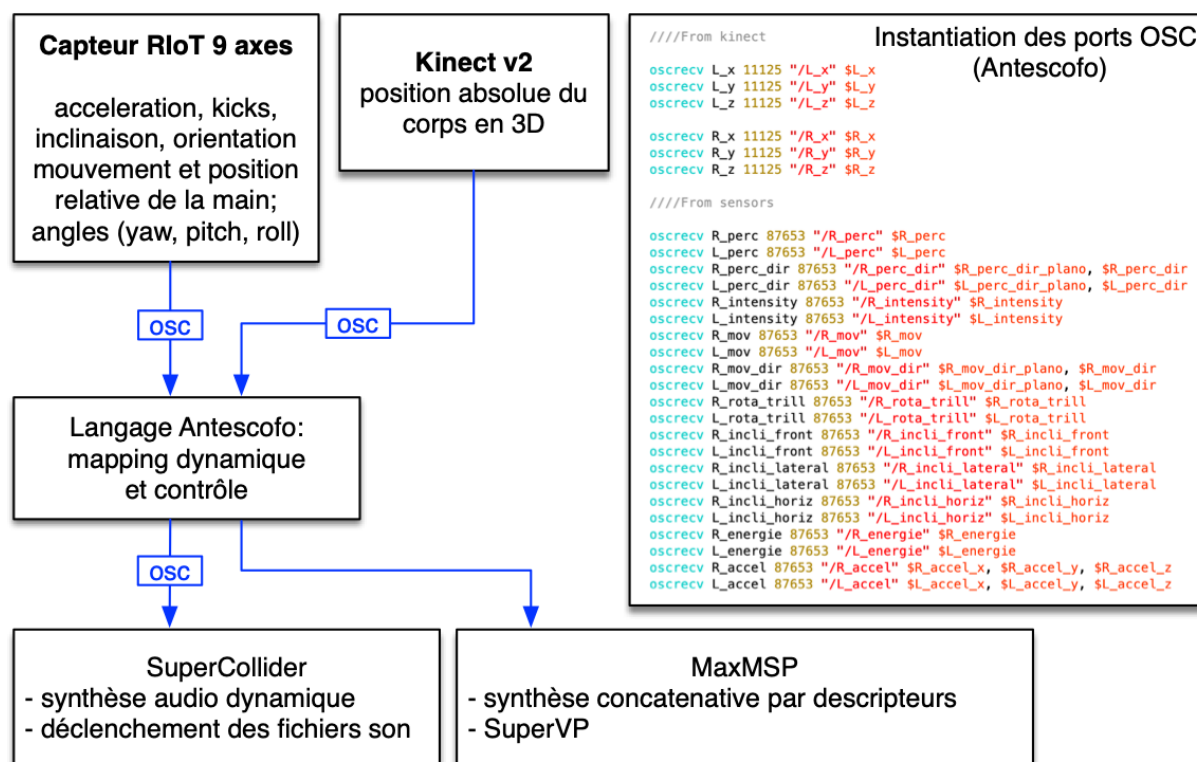 Capteur RIoT 9 axes
acceleration, kicks,
inclinaison, orientation
mouvement et position
relative de la main;
angles (yaw, pitch, roll)
Kinect v2
position absolue du
corps en 3D
OSC
OSC
Langage Antescofo:
mapping dynamique
et contrôle
OSC
SuperCollider
- synthèse audio dynamique
- déclenchement des fichiers son
MaxMSP
- synthèse concatenative par descripteurs
- SuperVP
Instantiation des ports OSC
(Antescofo)
////From kinect
oscrecv L_x 11125 "/L_x" $L_x
oscrecv L_y 11125 "/L_y" $L_y
oscrecv L_z 11125 "/L_z" $L_z
oscrecv R_x 11125 "/R_x" $R_x
oscrecv R_y 11125 "/R_y" $R_y
oscrecv R_z 11125 "/R_z" $R_z
////From sensors
oscrecv R_perc 87653 "/R_perc" $R_perc
oscrecv L_perc 87653 "/L_perc" $L_perc
oscrecv R_perc_dir 87653 "/R_perc_dir" $R_perc_dir_plano, $R_perc_dir
oscrecv L_perc_dir 87653 "/L_perc_dir" $L_perc_dir_plano, $L_perc_dir
oscrecv R_intensity 87653 "/R_intensity" $R_intensity
oscrecv L_intensity 87653 "/L_intensity" $L_intensity
oscrecv R_mov 87653 "/R_mov" $R_mov
oscrecv L_mov 87653 "/L_mov" $L_mov
oscrecv R_mov_dir 87653 "/R_mov_dir" $R_mov_dir_plano, $R_mov_dir
oscrecv L_mov_dir 87653 "/L_mov_dir" $L_mov_dir_plano, $L_mov_dir
oscrecv R_rota_trill 87653 "/R_rota_trill" $R_rota_trill
oscrecv L_rota_trill 87653 "/L_rota_trill" $L_rota_trill
oscrecv R_incli_front 87653 "/R_incli_front" $R_incli_front
oscrecv L_incli_front 87653 "/L_incli_front" $L_incli_front
oscrecv R_incli_lateral 87653 "/R_incli_lateral" $R_incli_lateral
oscrecv L_incli_lateral 87653 "/L_incli_lateral" $L_incli_lateral
oscrecv R_incli_horiz 87653 "/R_incli_horiz" $R_incli_horiz
oscrecv L_incli_horiz 87653 "/L_incli_horiz" $L_incli_horiz
oscrecv R_energie 87653 "/R_energie" $R_energie
oscrecv L_energie 87653 "/L_energie" $L_energie
oscrecv R_accel 87653 "/R_accel" $R_accel_x, $R_accel_y, $R_accel_z
oscrecv L_accel 87653 "/L_accel" $L_accel_x, $L_accel_y, $L_accel_z